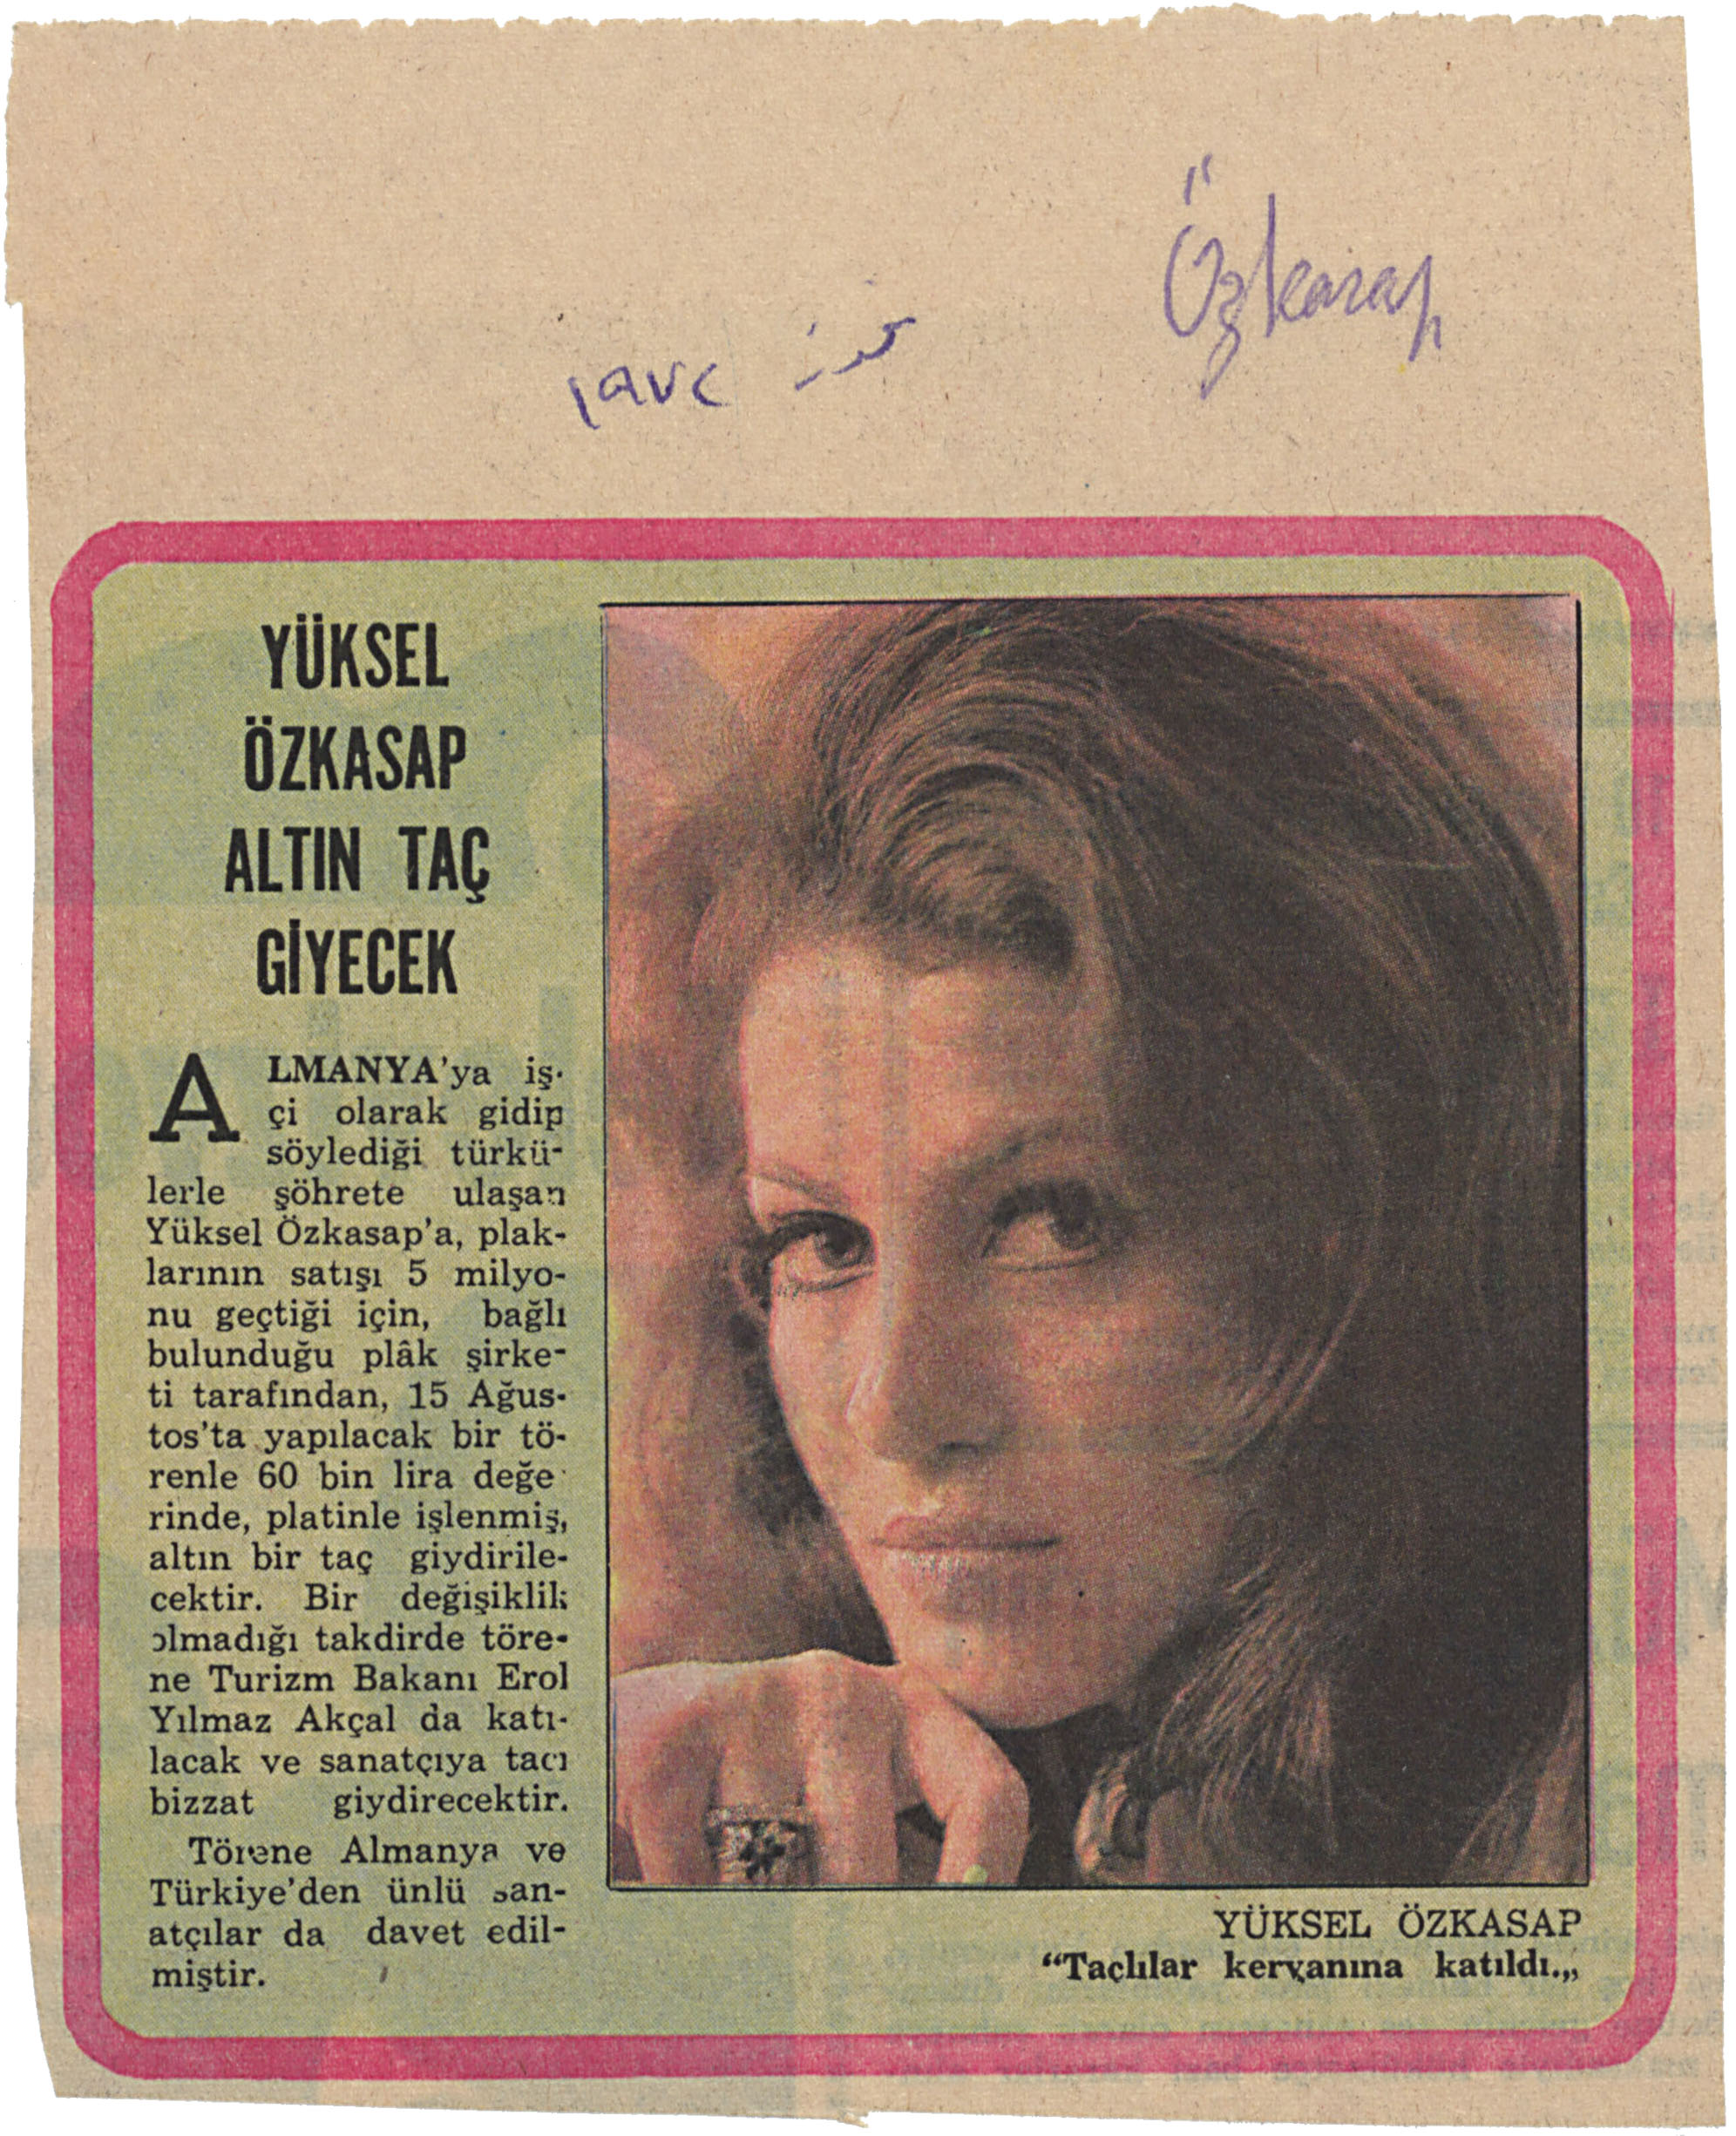 Özkasap
YÜKSEL
ÖZKASAP
ALTIN TAÇ
GİYECEK
ALMANYA'ya iş-
çi olarak gidip
söylediği türkü-
lerle şöhrete ulaşan
Yüksel Özkasap'a, plak-
larının satışı 5 milyo-
nu geçtiği için, bağlı
bulunduğu plâk şirke-
ti tarafından, 15 Ağus-
tos'ta yapılacak bir tö-
renle 60 bin lira değe
rinde, platinle işlenmiş,
altın bir taç giydirile-
cektir. Bir değişiklik
olmadığı takdirde töre-
ne Turizm Bakanı Erol
Yılmaz Akçal da katı-
lacak ve sanatçıya tacı
bizzat giydirecektir.
Törene Almanya ve
Türkiye'den ünlü san-
atçılar da davet edil-
miştir.
YÜKSEL ÖZKASAP
“Taçlılar kervanına katıldı.„